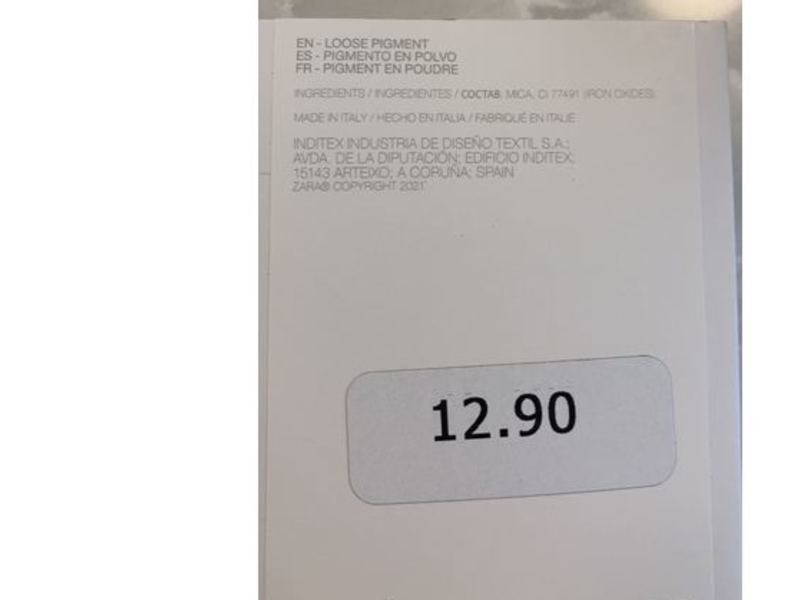 EN - LOOSE PIGMENT
ES - PIGMENTO EN POLVO
FR - PIGMENT EN POUDRE
INGREDIENTS / INGREDIENTES / СОСТАВ: MICA, CI 77491 (IRON OXIDES).
MADE IN ITALY / HECHO EN ITALIA / FABRIQUÉ EN ITALIE
INDITEX INDUSTRIA DE DISEÑO TEXTIL S.A.;
AVDA. DE LA DIPUTACIÓN; EDIFICIO INDITEX;
15143 ARTEIXO; A CORUÑA; SPAIN
ZARA® COPYRIGHT 2021
12.90